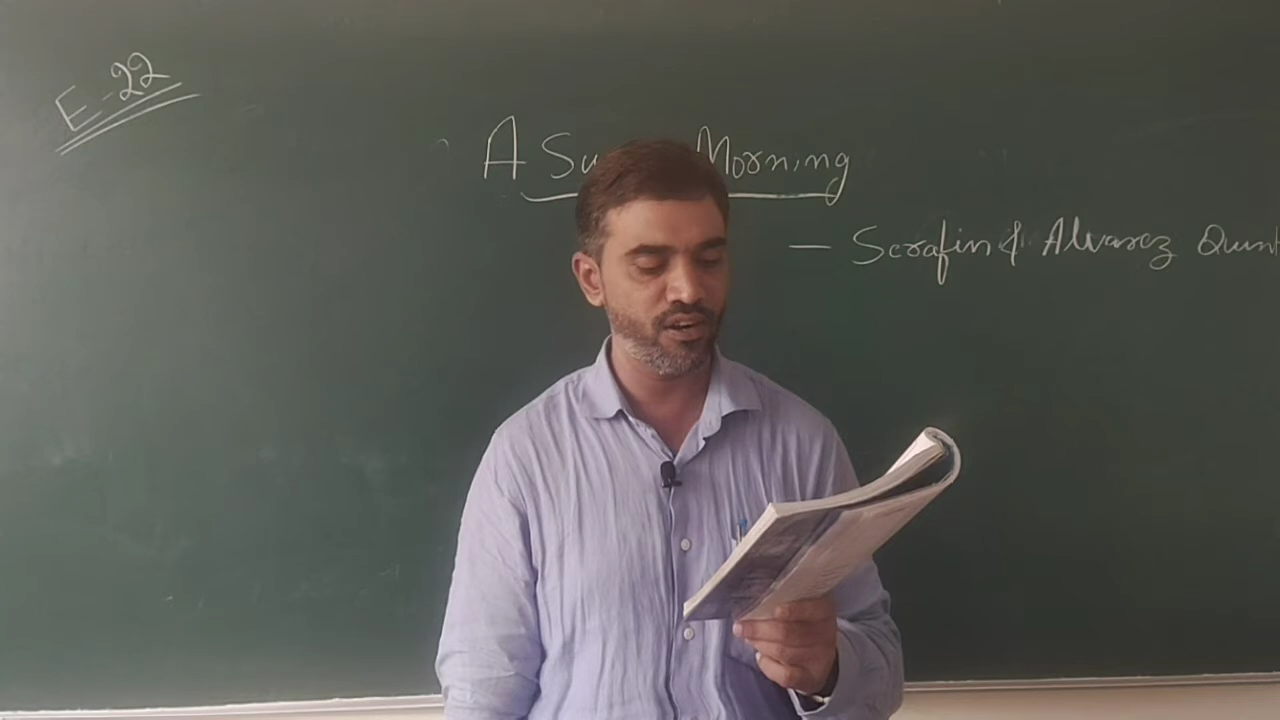 E-22
A Su Morning
— Serafin & Alvarez Quint